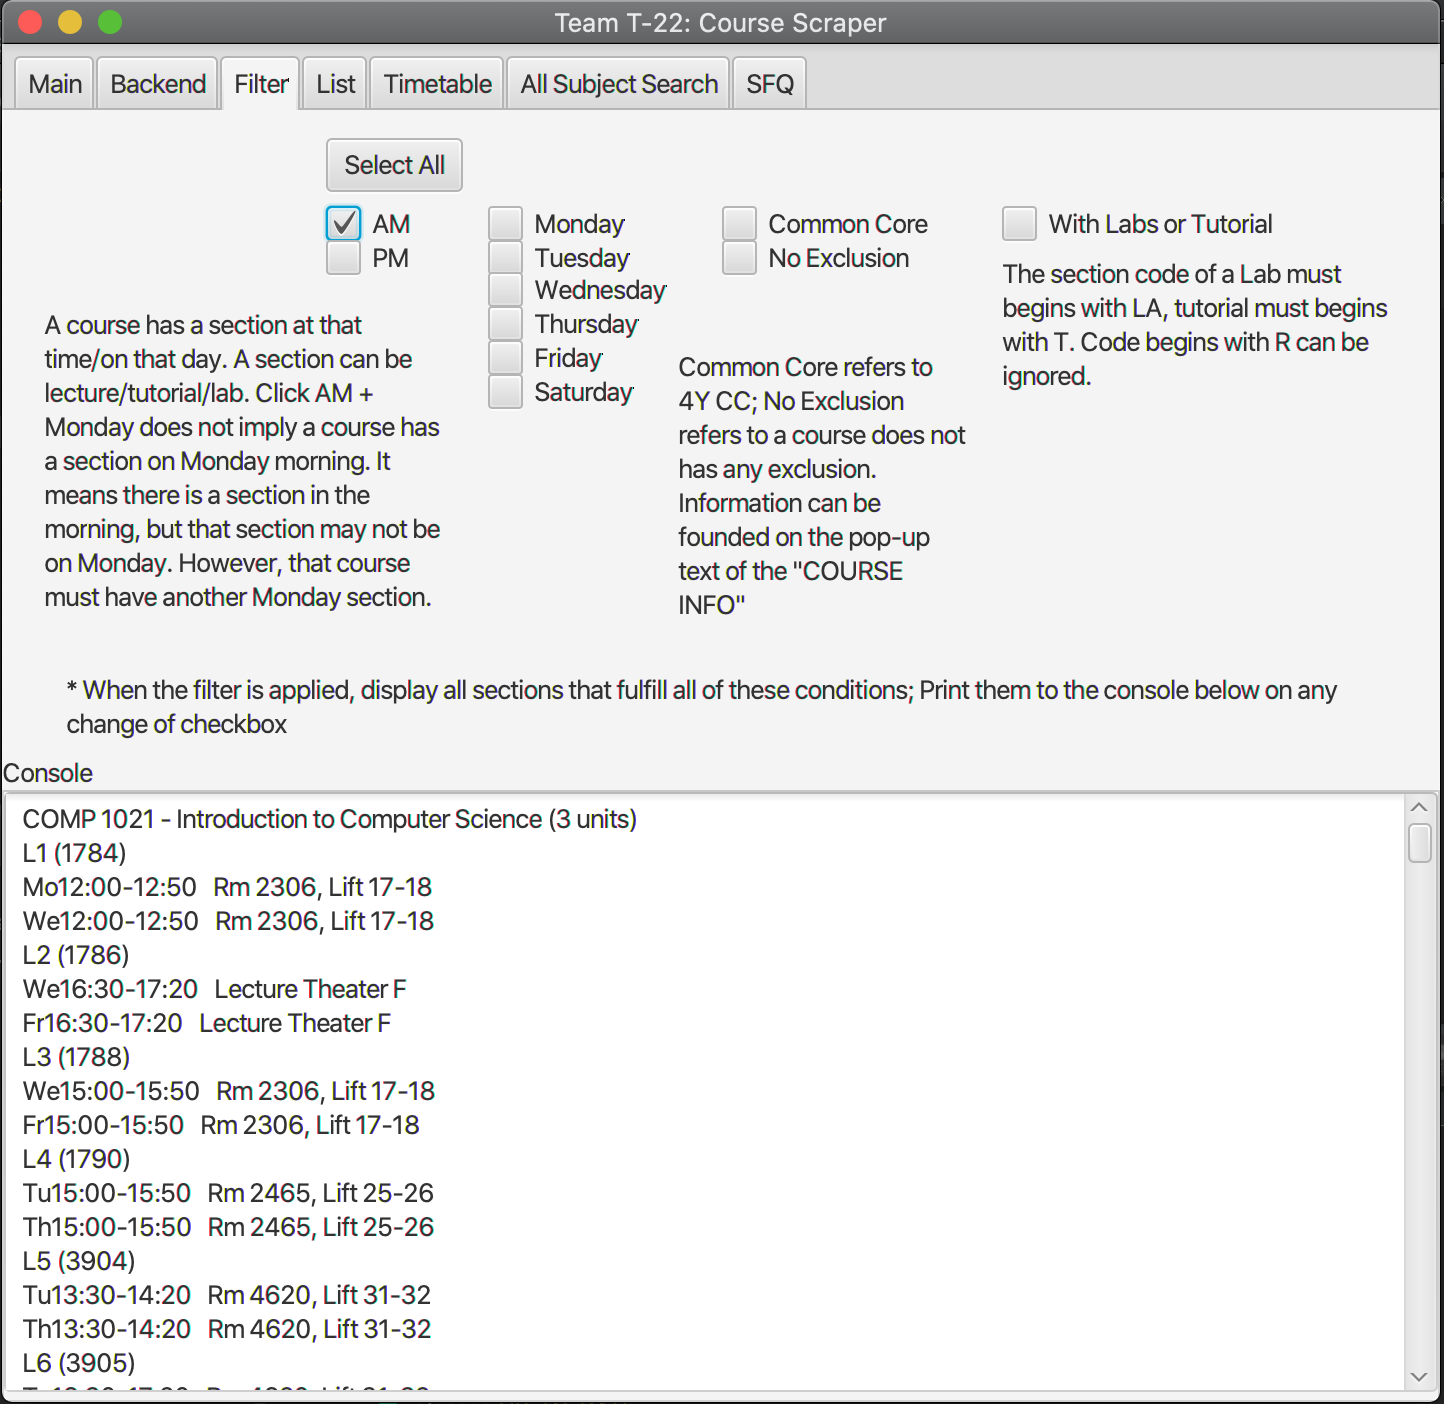 Team T-22: Course Scraper
Main Backend Filter List Timetable All Subject Search SFQ
Select All
AM
PM
Monday
Tuesday
Wednesday
Thursday
Friday
Saturday
Common Core
No Exclusion
With Labs or Tutorial
A course has a section at that
time/on that day. A section can be
lecture/tutorial/lab. Click AM +
Monday does not imply a course has
a section on Monday morning. It
means there is a section in the
morning, but that section may not be
on Monday. However, that course
must have another Monday section.
Common Core refers to
4Y CC; No Exclusion
refers to a course does not
has any exclusion.
Information can be
founded on the pop-up
text of the "COURSE
INFO"
The section code of a Lab must
begins with LA, tutorial must begins
with T. Code begins with R can be
ignored.
* When the filter is applied, display all sections that fulfill all of these conditions; Print them to the console below on any
change of checkbox
Console
COMP 1021 - Introduction to Computer Science (3 units)
L1 (1784)
Mo12:00-12:50 Rm 2306, Lift 17-18
We12:00-12:50 Rm 2306, Lift 17-18
L2 (1786)
We16:30-17:20 Lecture Theater F
Fr16:30-17:20 Lecture Theater F
L3 (1788)
We15:00-15:50 Rm 2306, Lift 17-18
Fr15:00-15:50 Rm 2306, Lift 17-18
L4 (1790)
Tu15:00-15:50 Rm 2465, Lift 25-26
Th15:00-15:50 Rm 2465, Lift 25-26
L5 (3904)
Tu13:30-14:20 Rm 4620, Lift 31-32
Th13:30-14:20 Rm 4620, Lift 31-32
L6 (3905)